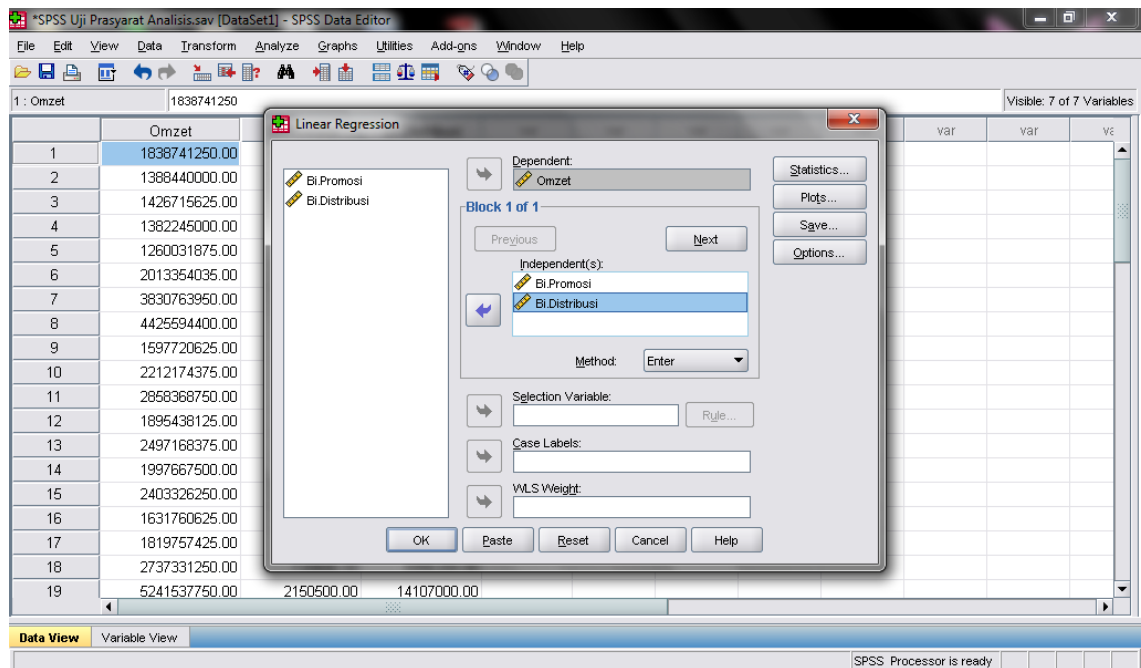 *SPSS Uji Prasyarat Analisis.sav [DataSet1] - SPSS Data Editor
File Edit View Data Transform Analyze Graphs Utilities Add-ons Window Help
1 : Omzet 1838741250 Visible: 7 of 7 Variables
Omzet var var va
1 1838741250.00
2 1388440000.00
3 1426715625.00
4 1382245000.00
5 1260031875.00
6 2013354035.00
7 3830763950.00
8 4425594400.00
9 1597720625.00
10 2212174375.00
11 2858368750.00
12 1895438125.00
13 2497168375.00
14 1997667500.00
15 2403326250.00
16 1631760625.00
17 1819757425.00
18 2737331250.00
19 5241537750.00 2150500.00 14107000.00
Linear Regression
Bi.Promosi
Bi.Distribusi
Dependent:
Omzet
Block 1 of 1
Previous Next
Independent(s):
Bi.Promosi
Bi.Distribusi
Method: Enter
Selection Variable:
Rule...
Case Labels:
WLS Weight:
Statistics...
Plots...
Save...
Options...
OK Paste Reset Cancel Help
Data View Variable View
SPSS Processor is ready